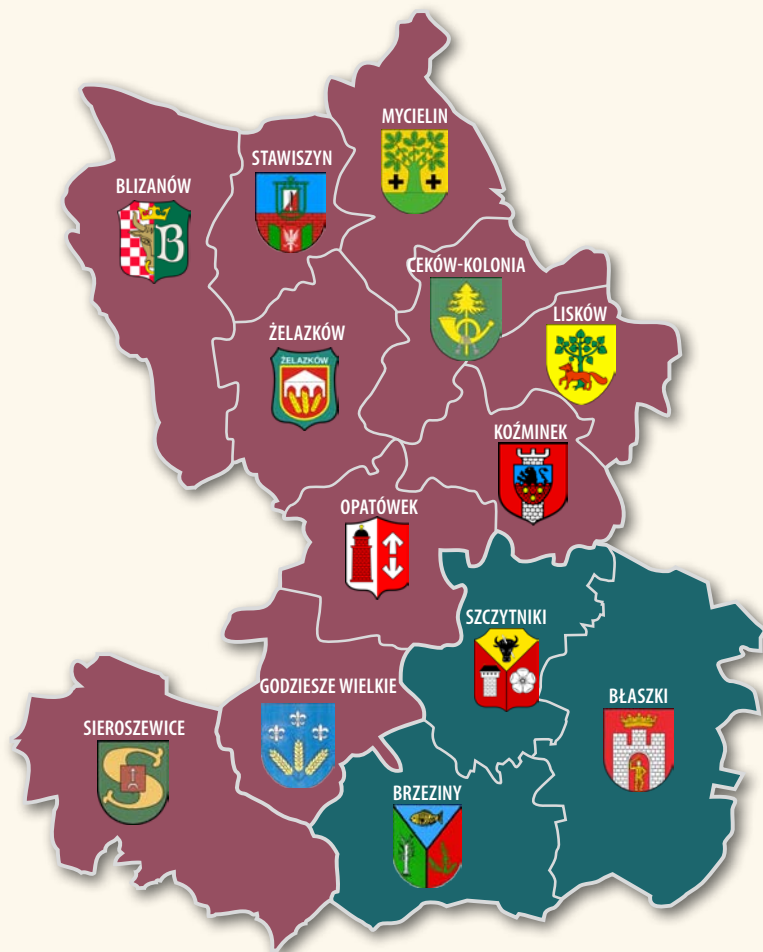 MYCIELIN
STAWISZYN
BLIZANÓW
B
CEKÓW-KOLONIA
LISKÓW
ŻELAZKÓW
ŻELAZKÓW
KOŹMINEK
OPATÓWEK
SZCZYTNIKI
GODZIESZE WIELKIE
BŁASZKI
SIEROSZEWICE
S
BRZEZINY